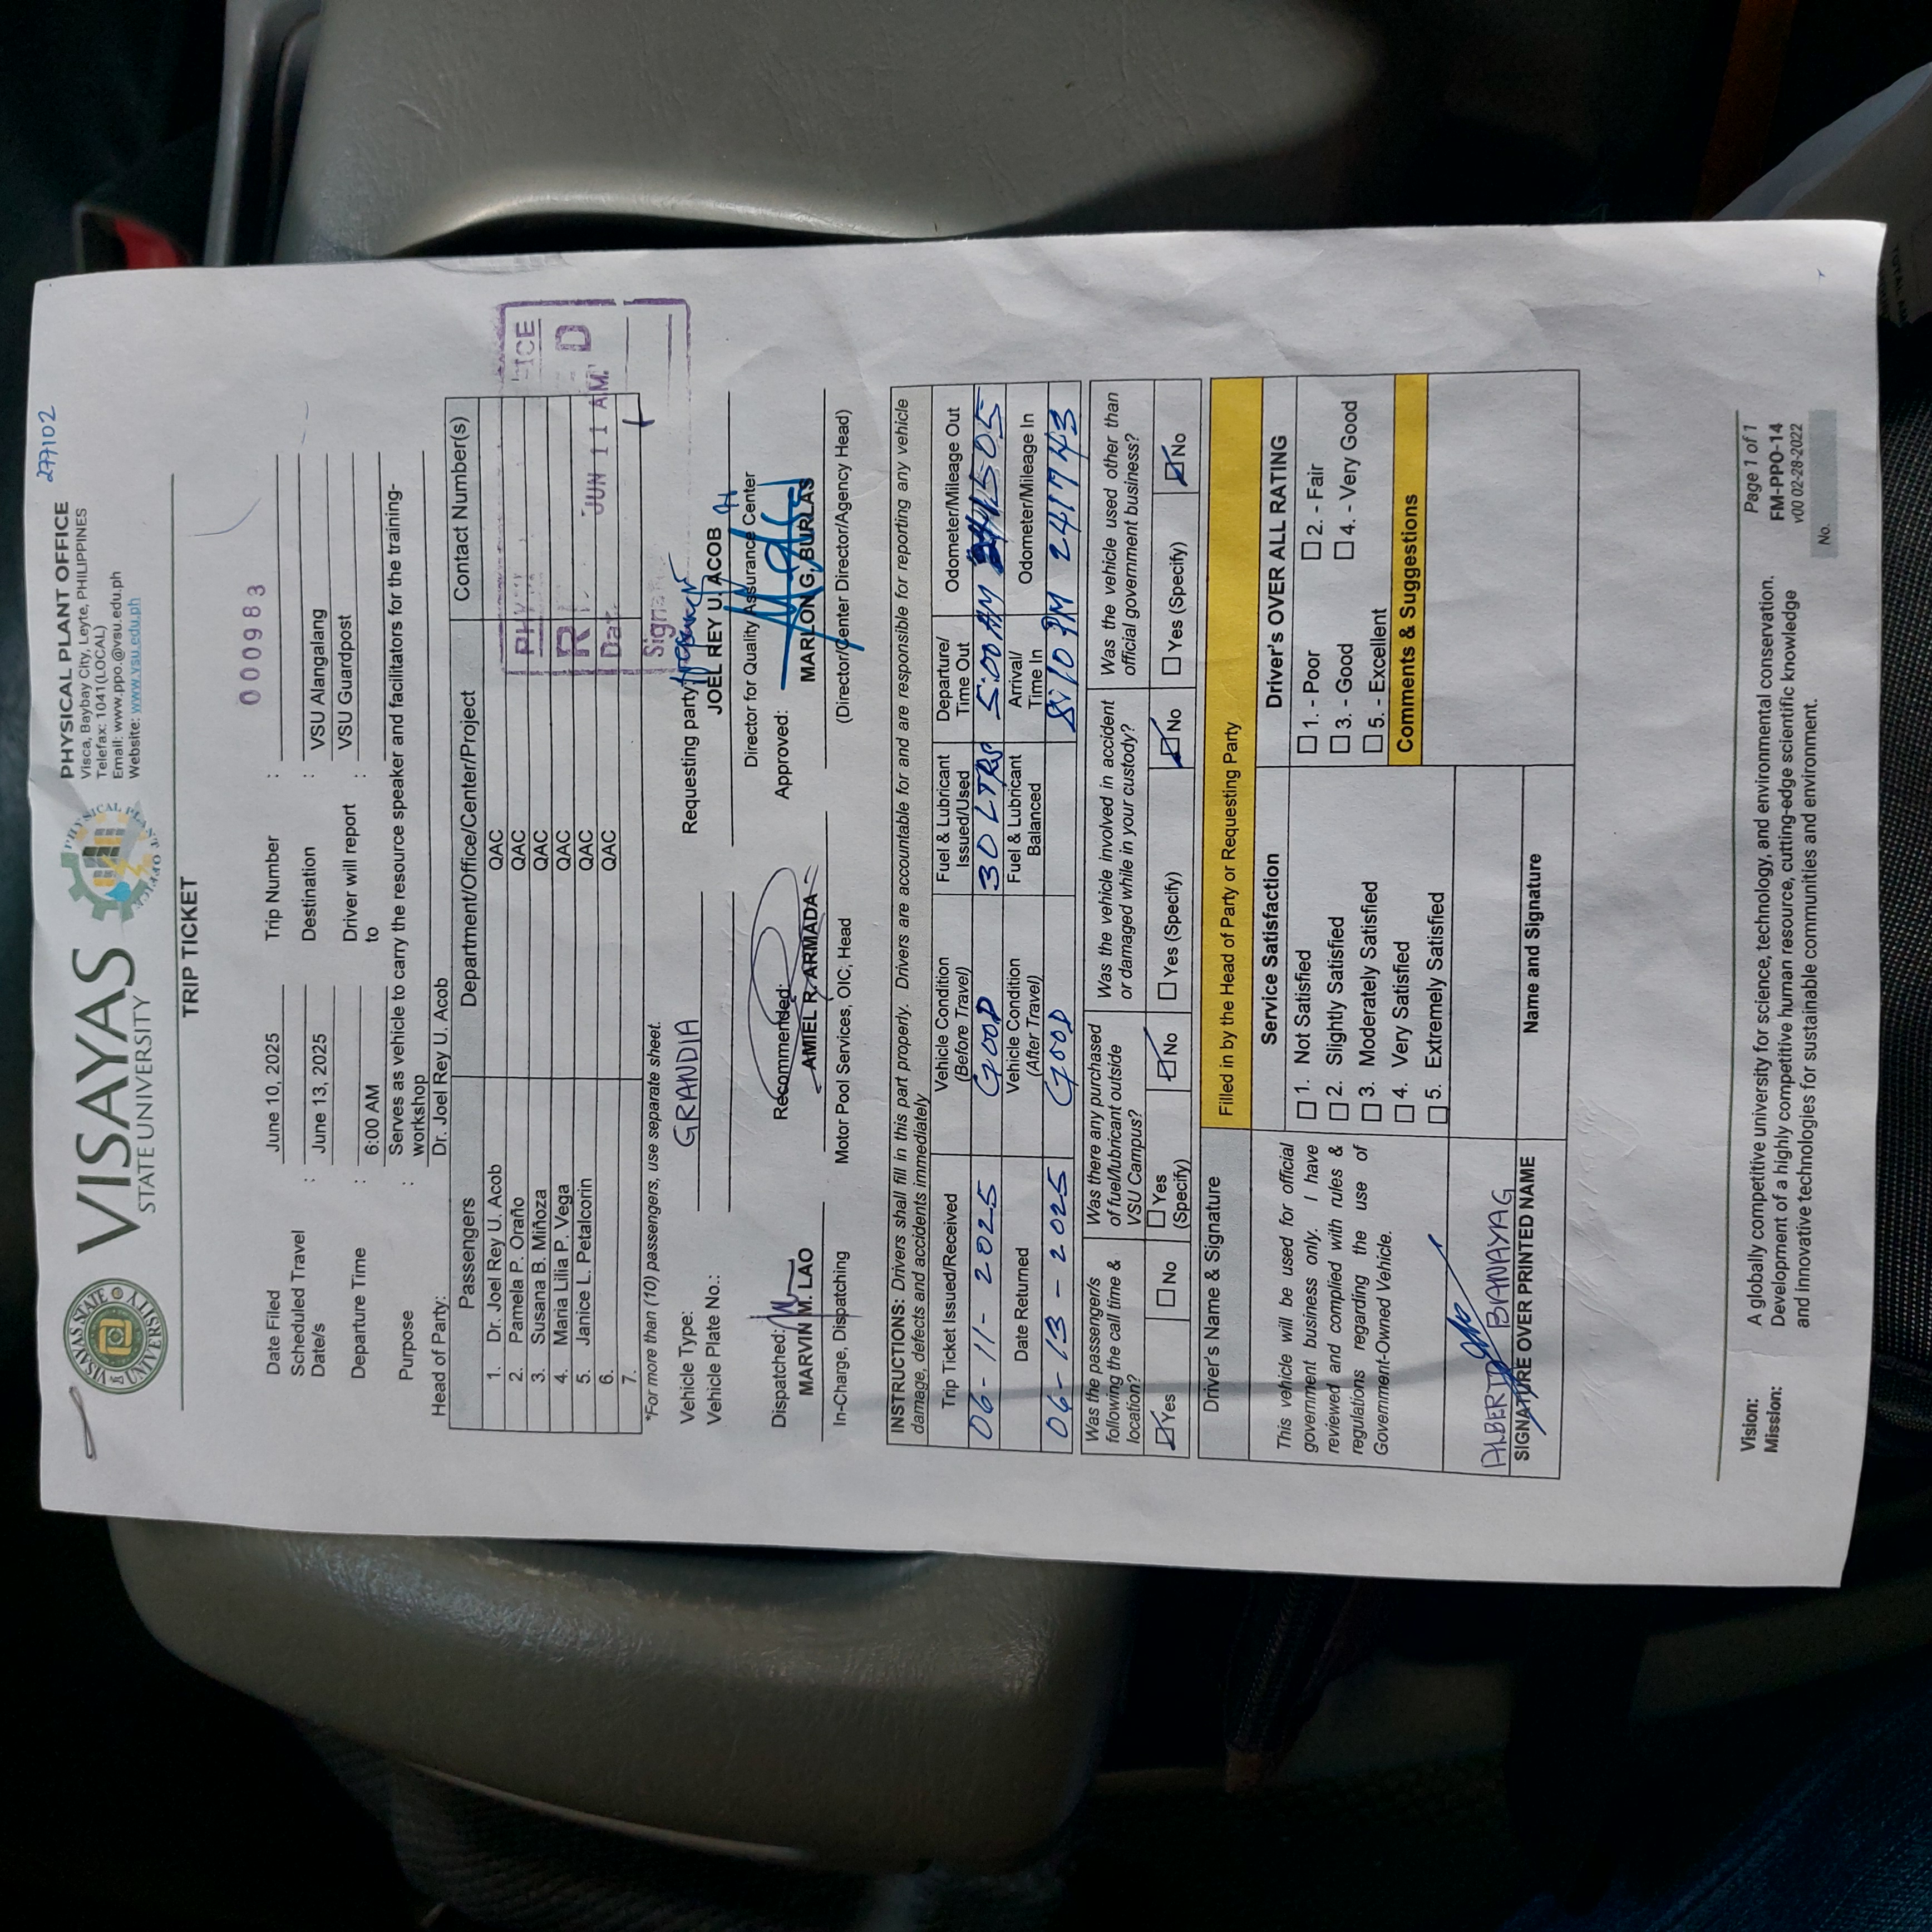 277102
VISAYAS
STATE UNIVERSITY
PHYSICAL PLANT OFFICE
Visca, Baybay City, Leyte, PHILIPPINES
Telefax: 1041(LOCAL)
Email: www.ppo.@vsu.edu.ph
Website: www.vsu.edu.ph
TRIP TICKET
000983
Date Filed June 10, 2025 Trip Number :
Scheduled Travel Date/s : June 13, 2025 Destination : VSU Alangalang
Departure Time : 6:00 AM Driver will report to : VSU Guardpost
Purpose : Serves as vehicle to carry the resource speaker and facilitators for the training-
workshop
Head of Party: Dr. Joel Rey U. Acob
Passengers Department/Office/Center/Project Contact Number(s)
1. Dr. Joel Rey U. Acob QAC
2. Pamela P. Oraño QAC
3. Susana B. Miñoza QAC
4. Maria Lilia P. Vega QAC
5. Janice L. Petalcorin QAC
6. QAC
7.
JUN 11
*For more than (10) passengers, use separate sheet.
Vehicle Type: GRANDIA Requesting party:
Vehicle Plate No.: JOEL REY U. ACOB
Director for Quality Assurance Center
Dispatched: Recommended: Approved:
MARVIN M. LAO AMIEL R. ARMADA MARLON G. BURLAS
In-Charge, Dispatching Motor Pool Services, OIC, Head (Director/Center Director/Agency Head)
INSTRUCTIONS: Drivers shall fill in this part properly. Drivers are accountable for and are responsible for reporting any vehicle
damage, defects and accidents immediately
Trip Ticket Issued/Received Vehicle Condition (Before Travel) Fuel & Lubricant Issued/Used Departure/ Time Out Odometer/Mileage Out
06-11-2025 GOOD 30 LTRS 5:00 AM
Date Returned Vehicle Condition (After Travel) Fuel & Lubricant Balanced Arrival/ Time In Odometer/Mileage In
06-13-2025 GOOD 8:10 PM 241743
Was the passenger/s following the call time & location? Was there any purchased of fuel/lubricant outside VSU Campus? Was the vehicle involved in accident or damaged while in your custody? Was the vehicle used other than official government business?
Yes No Yes (Specify) No Yes (Specify) No Yes (Specify) No
Driver's Name & Signature Filled in by the Head of Party or Requesting Party
This vehicle will be used for official
government business only. I have
reviewed and complied with rules &
regulations regarding the use of
Government-Owned Vehicle.
Service Satisfaction
1. Not Satisfied
2. Slightly Satisfied
3. Moderately Satisfied
4. Very Satisfied
5. Extremely Satisfied
Driver's OVER ALL RATING
1. - Poor 2. - Fair
3. - Good 4. - Very Good
5. - Excellent
Comments & Suggestions
ALBERTO BANAYAG
SIGNATURE OVER PRINTED NAME Name and Signature
Vision: A globally competitive university for science, technology, and environmental conservation.
Mission: Development of a highly competitive human resource, cutting-edge scientific knowledge
and innovative technologies for sustainable communities and environment.
Page 1 of 1
FM-PPO-14
v00 02-28-2022
No.